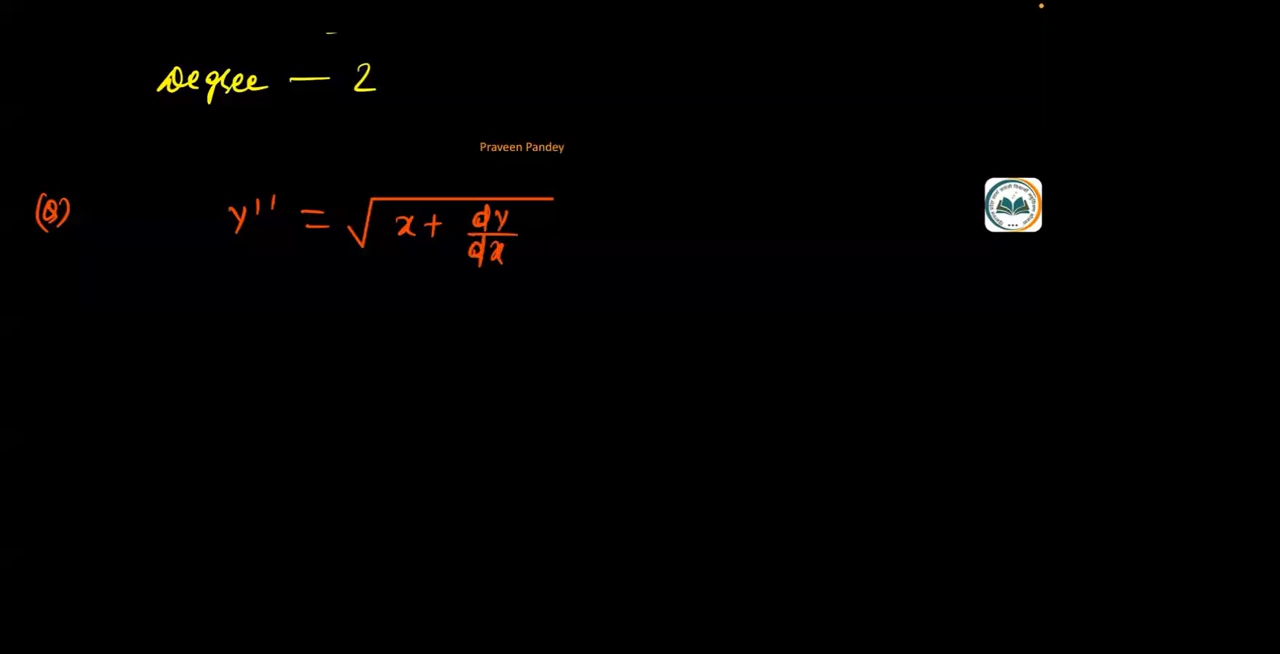 Degree — 2
Praveen Pandey
(Q) y'' = √(x + dy/dx)